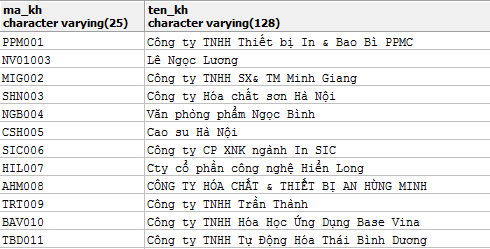 ma_kh ten_kh
character varying(25) character varying(128)
PPM001 Công ty TNHH Thiết bị In & Bao Bì PPMC
NV01003 Lê Ngọc Lương
MIG002 Công ty TNHH SX& TM Minh Giang
SHN003 Công ty Hóa chất sơn Hà Nội
NGB004 Văn phòng phẩm Ngọc Bình
CSH005 Cao su Hà Nội
SIC006 Công ty CP XNK ngành In SIC
HIL007 Cty cổ phần công nghệ Hiển Long
AHM008 CÔNG TY HÓA CHẤT & THIẾT BỊ AN HÙNG MINH
TRT009 Công ty TNHH Trần Thành
BAV010 Công ty TNHH Hóa Học Ứng Dụng Base Vina
TBD011 Công ty TNHH Tự Động Hóa Thái Bình Dương